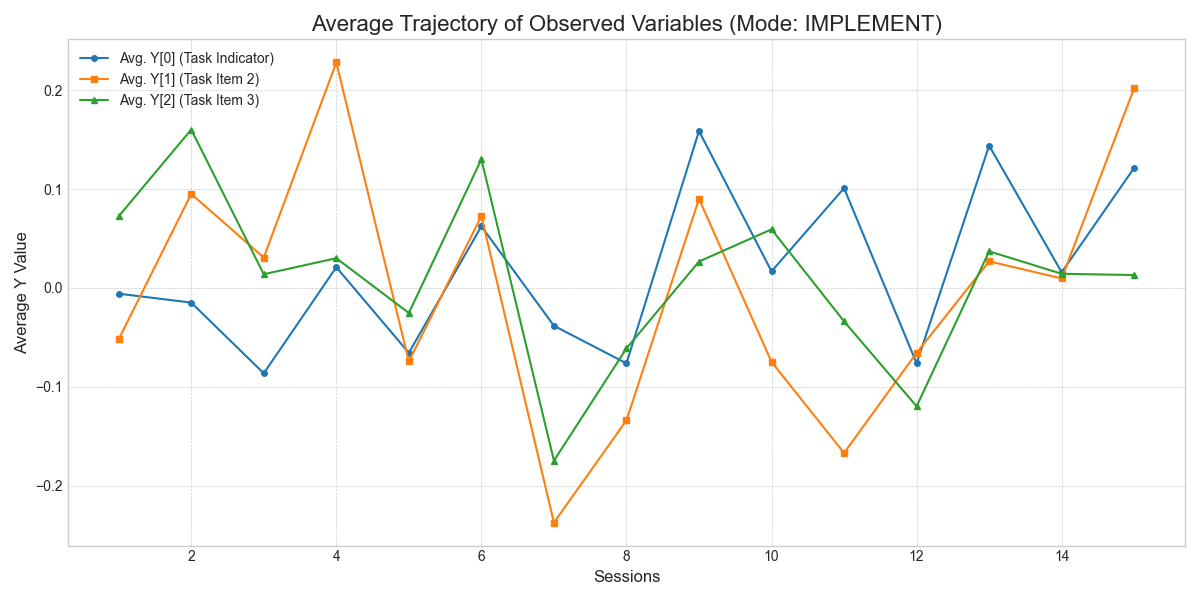 Average Trajectory of Observed Variables (Mode: IMPLEMENT)
Avg. Y[0] (Task Indicator)
Avg. Y[1] (Task Item 2)
Avg. Y[2] (Task Item 3)
Average Y Value
0.2
0.1
0.0
−0.1
−0.2
2 4 6 8 10 12 14
Sessions